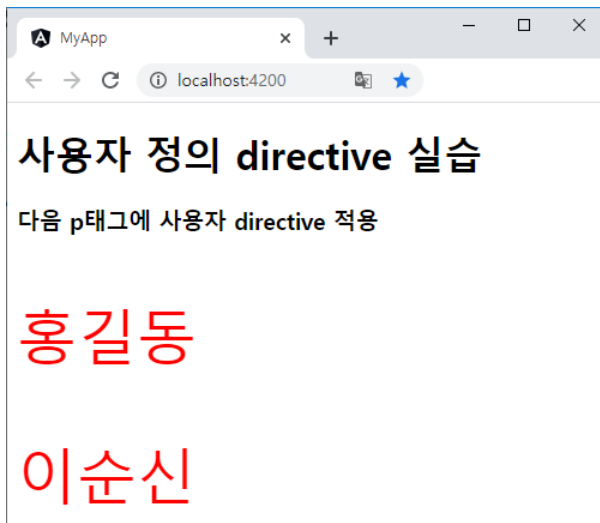 MyApp
localhost:4200
사용자 정의 directive 실습
다음 p태그에 사용자 directive 적용
홍길동
이순신